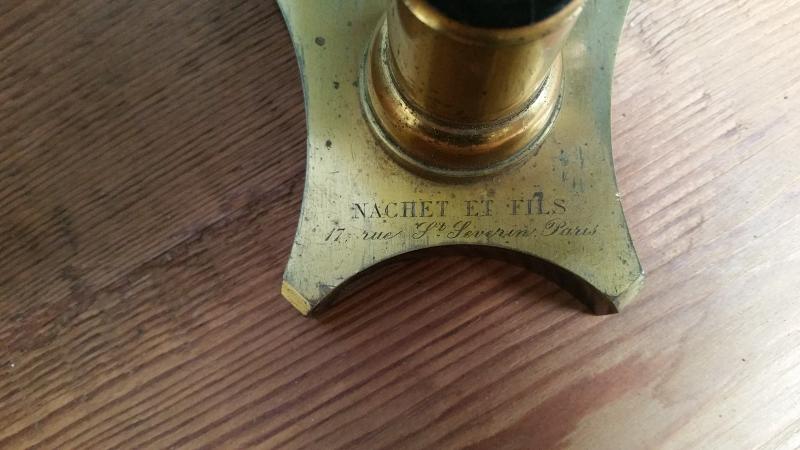 NACHET ET FILS
17, rue St. Severin, Paris